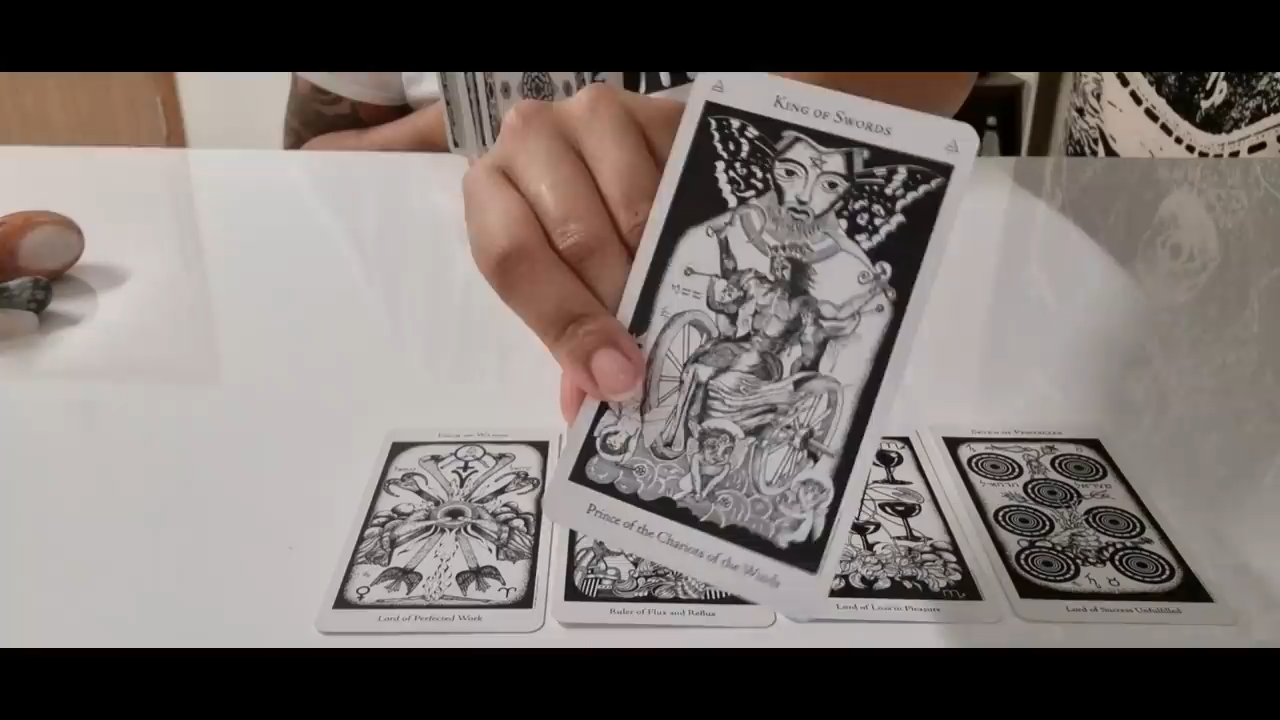 King of Swords
Prince of the Chariots of the Winds
Lord of Perfected Work
Ruler of Flux and Reflux
Lord of Loss in Pleasure
Seven of Pentacles
Lord of Success Unfulfilled